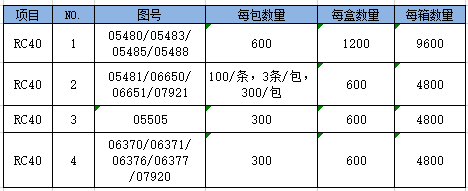 项目 NO. 图号 每包数量 每盒数量 每箱数量
RC40 1 05480/05483/
05485/05488 600 1200 9600
RC40 2 05481/06650/
06651/07921 100/条，3条/包，
300/包 600 4800
RC40 3 05505 300 600 4800
RC40 4 06370/06371/
06376/06377
/07920 300 600 4800